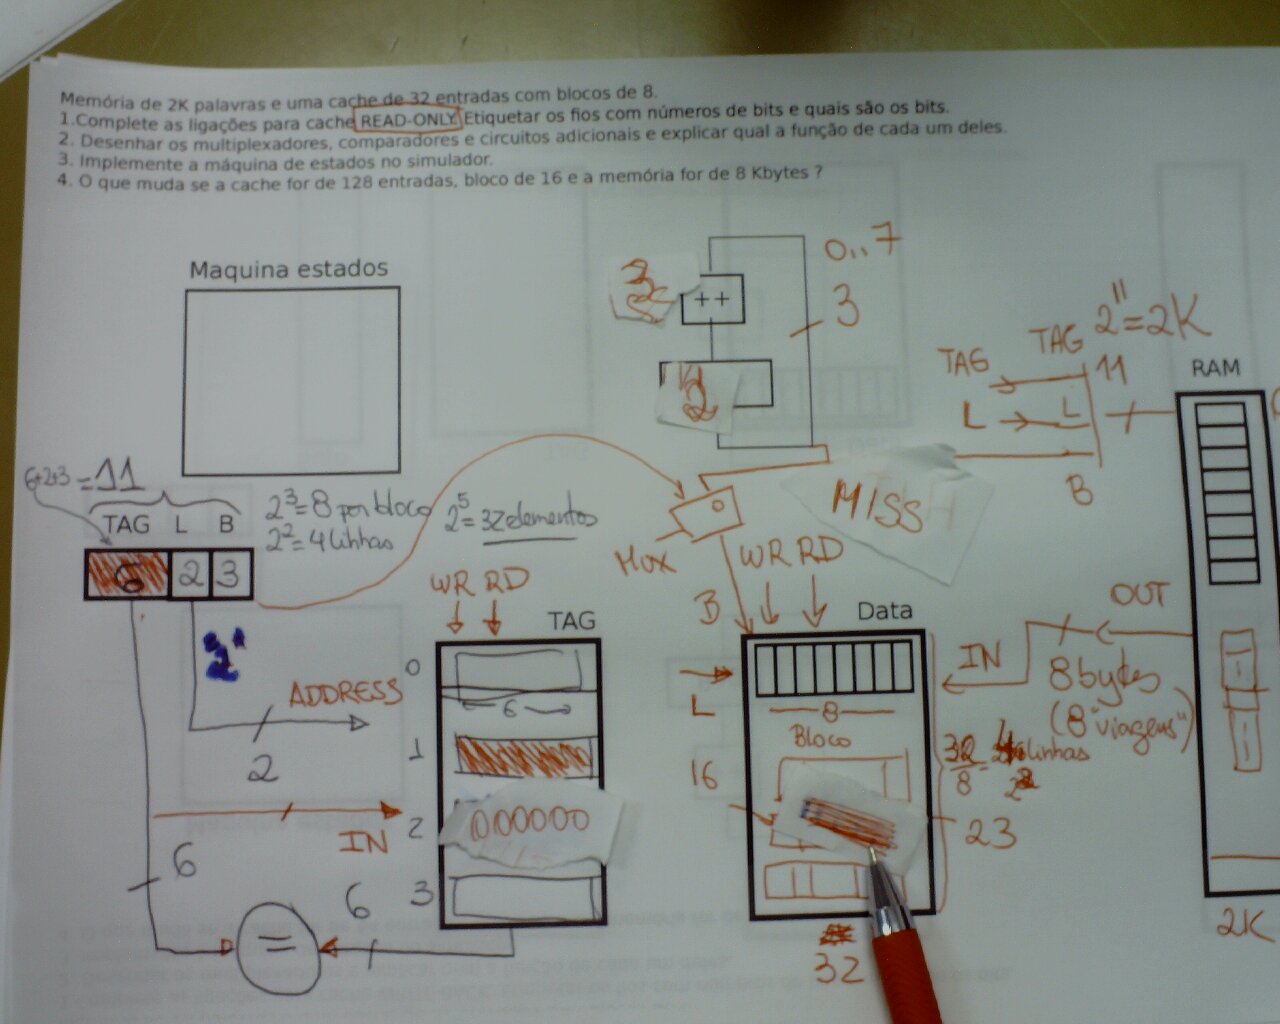 Memória de 2K palavras e uma cache de 32 entradas com blocos de 8.
1.Complete as ligações para cache READ-ONLY Etiquetar os fios com números de bits e quais são os bits.
2. Desenhar os multiplexadores, comparadores e circuitos adicionais e explicar qual a função de cada um deles.
3. Implemente a máquina de estados no simulador.
4. O que muda se a cache for de 128 entradas, bloco de 16 e a memória for de 8 Kbytes ?
Maquina estados
++
0..7
3
2
TAG
TAG
2^11=2K
11
L
L
B
RAM
6+2+3 = 11
TAG L B
6 2 3
2^3=8 por bloco
2^2=4 linhas
2^5=32 elementos
MUX
0
MISS
WR RD
TAG
WR RD
B
Data
OUT
IN
8 bytes
(8 "viagens")
ADDRESS
2
0
6
1
L
8
Bloco
32/8
linhas
16
23
IN
2
000000
6
6
3
=
32
2K